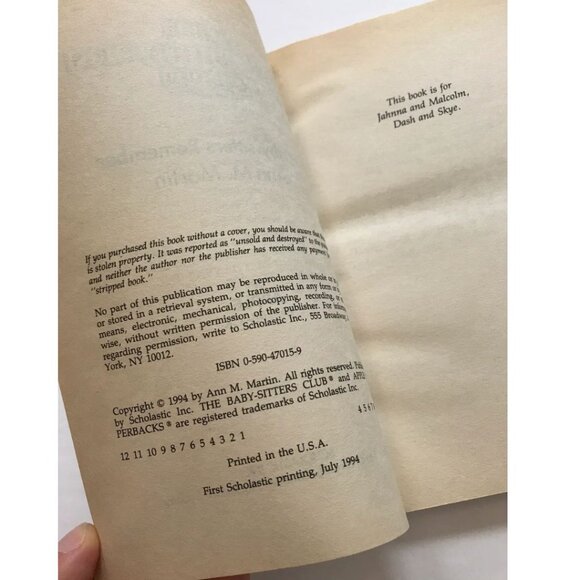 If you purchased this book without a cover, you should be aware that
is stolen property. It was reported as "unsold and destroyed" to the
and neither the author nor the publisher has received any payment
"stripped book."
No part of this publication may be reproduced in whole or
or stored in a retrieval system, or transmitted in any form or
means, electronic, mechanical, photocopying, recording, or
wise, without written permission of the publisher. For
regarding permission, write to Scholastic Inc., 555 Broadway,
York, NY 10012.
ISBN 0-590-47015-9
Copyright © 1994 by Ann M. Martin. All rights reserved.
by Scholastic Inc. THE BABY-SITTERS CLUB® and
PERBACKS® are registered trademarks of Scholastic Inc.
12 11 10 9 8 7 6 5 4 3 2 1 4 5 6 7
Printed in the U.S.A.
First Scholastic printing, July 1994
This book is for
Jahnna and Malcolm,
Dash and Skye.